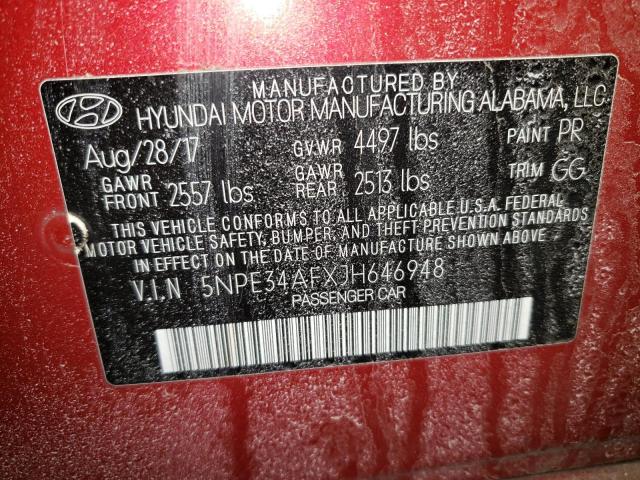 MANUFACTURED BY
HYUNDAI MOTOR MANUFACTURING ALABAMA, LLC
Aug/28/17 GVWR 4497 lbs PAINT PR
GAWR FRONT 2557 lbs GAWR REAR 2513 lbs TRIM GG
THIS VEHICLE CONFORMS TO ALL APPLICABLE U.S.A. FEDERAL
MOTOR VEHICLE SAFETY, BUMPER, AND THEFT PREVENTION STANDARDS
IN EFFECT ON THE DATE OF MANUFACTURE SHOWN ABOVE.
V.I.N 5NPE34AFXJH646948
PASSENGER CAR